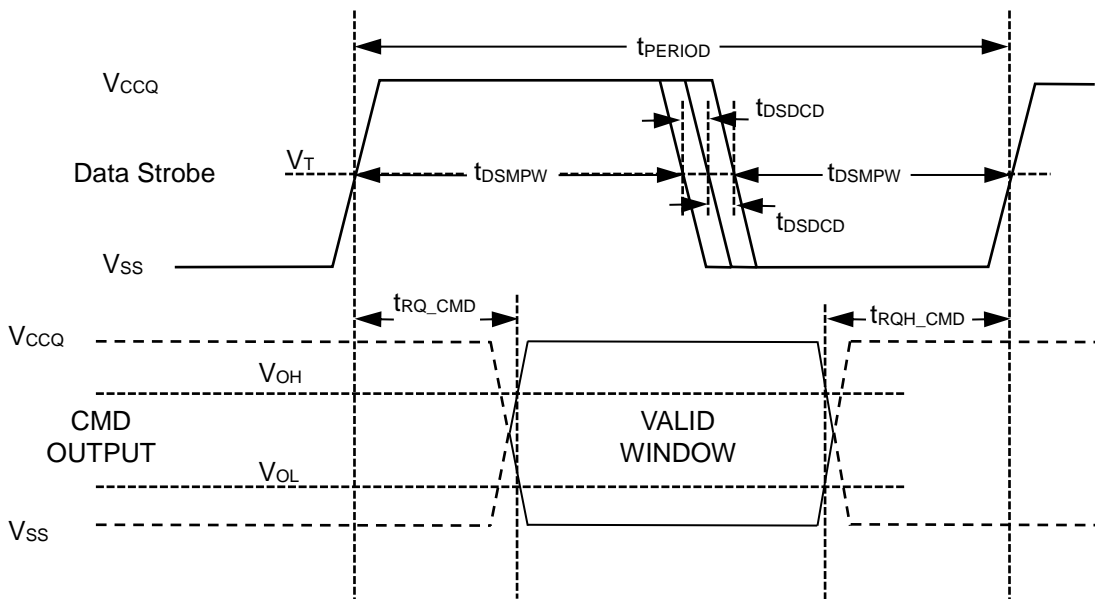 tPERIOD
VCCQ
tDSDCD
VT
Data Strobe
tDSMPW
tDSMPW
tDSDCD
VSS
tRQ_CMD
tRQH_CMD
VCCQ
VOH
CMD
OUTPUT
VALID
WINDOW
VOL
VSS